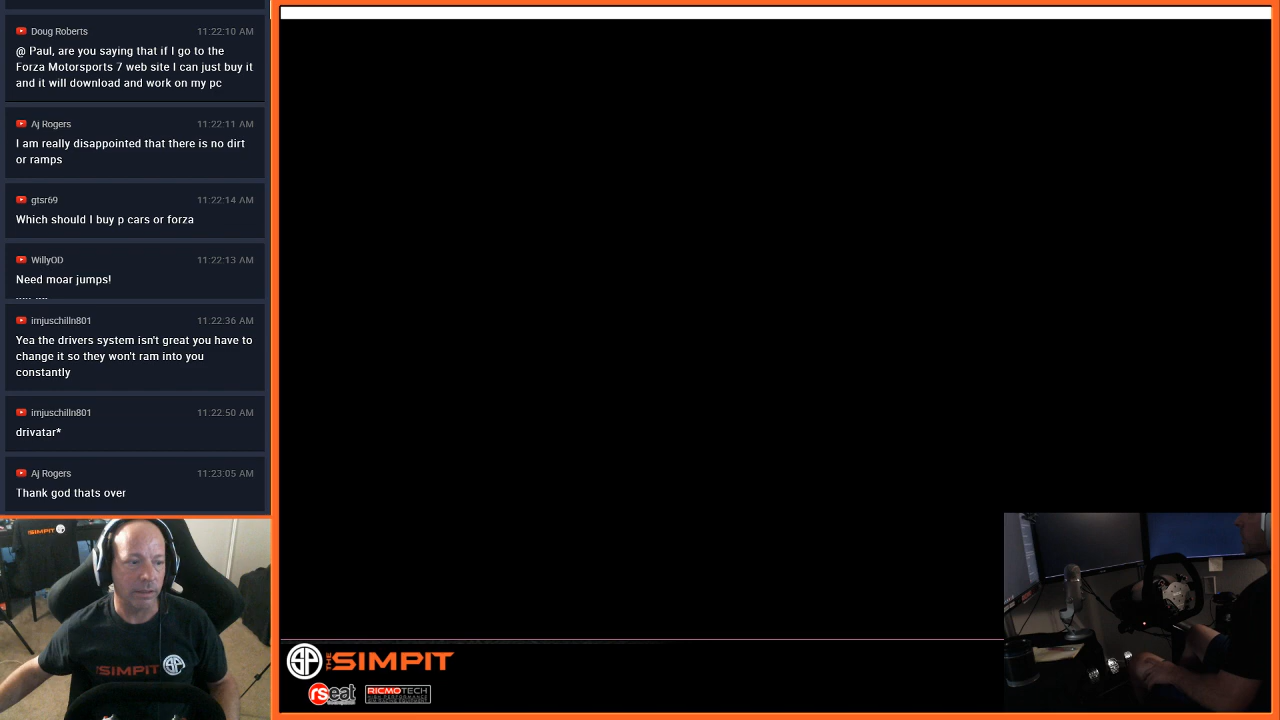 Doug Roberts 11:22:10 AM
@ Paul, are you saying that if I go to the
Forza Motorsports 7 web site I can just buy it
and it will download and work on my pc
Aj Rogers 11:22:11 AM
I am really disappointed that there is no dirt
or ramps
gtsr69 11:22:14 AM
Which should I buy p cars or forza
WillyOD 11:22:13 AM
Need moar jumps!
imjuschilln801 11:22:36 AM
Yea the drivers system isn't great you have to
change it so they won't ram into you
constantly
imjuschilln801 11:22:50 AM
drivatar*
Aj Rogers 11:23:05 AM
Thank god thats over
SIMPIT
THE SIMPIT
SP
rseat
RICMOTECH